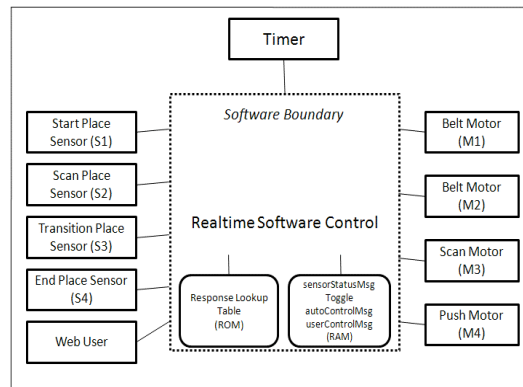 Timer
Software Boundary
Start Place
Sensor (S1)
Scan Place
Sensor (S2)
Transition Place
Sensor (S3)
End Place Sensor
(S4)
Web User
Realtime Software Control
Response Lookup
Table
(ROM)
sensorStatusMsg
Toggle
autoControlMsg
userControlMsg
(RAM)
Belt Motor
(M1)
Belt Motor
(M2)
Scan Motor
(M3)
Push Motor
(M4)